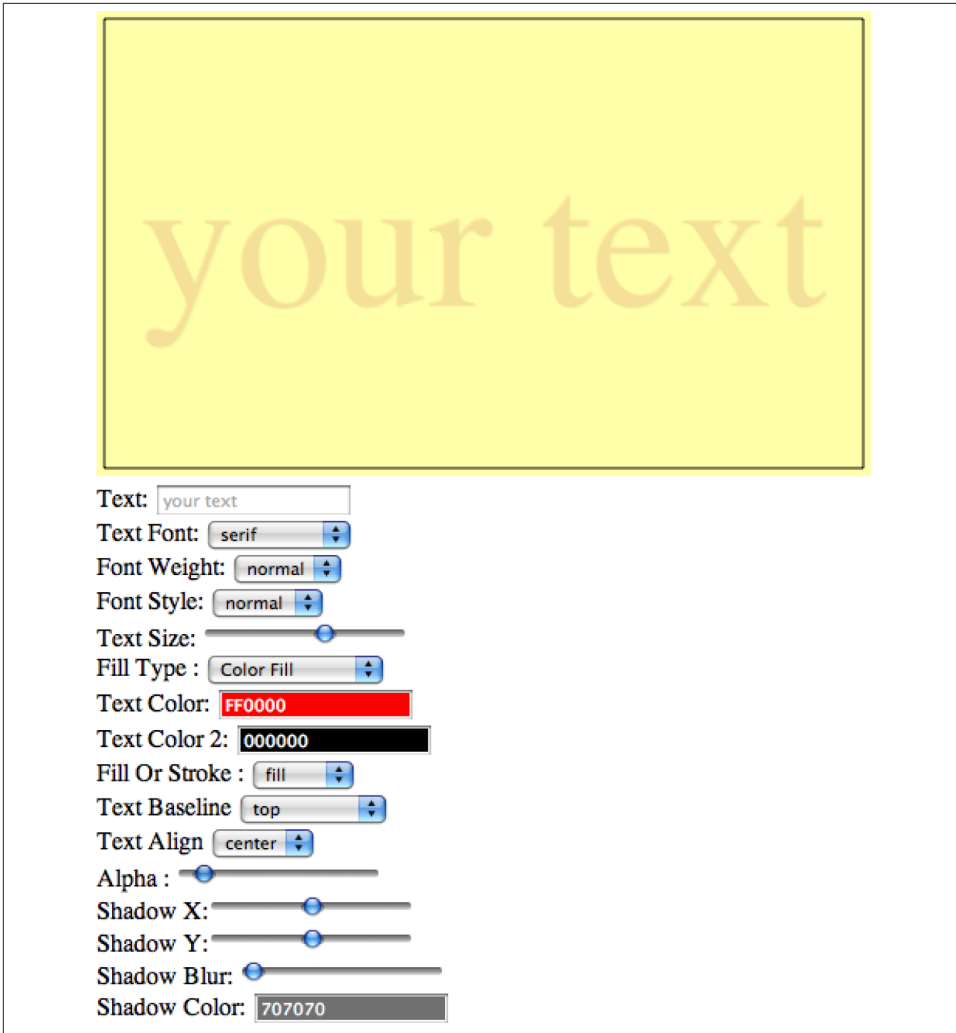 your text
Text: your text
Text Font: serif
Font Weight: normal
Font Style: normal
Text Size:
Fill Type : Color Fill
Text Color: FF0000
Text Color 2: 000000
Fill Or Stroke : fill
Text Baseline top
Text Align center
Alpha :
Shadow X:
Shadow Y:
Shadow Blur:
Shadow Color: 707070